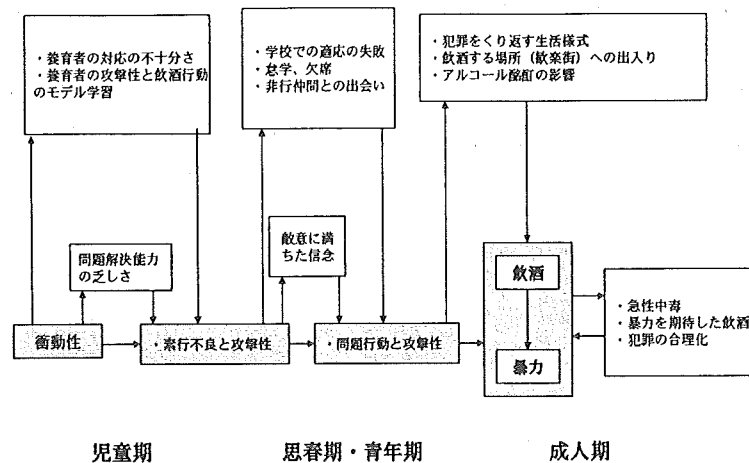 ・養育者の対応の不十分さ
・養育者の攻撃性と飲酒行動
のモデル学習
・学校での適応の失敗
・怠学、欠席
・非行仲間との出会い
・犯罪をくり返す生活様式
・飲酒する場所（歓楽街）への出入り
・アルコール酩酊の影響
問題解決能力
の乏しさ
敵意に満
ちた信念
飲酒
暴力
・急性中毒
・暴力を期待した飲酒
・犯罪の合理化
衝動性
・素行不良と攻撃性
・問題行動と攻撃性
児童期
思春期・青年期
成人期